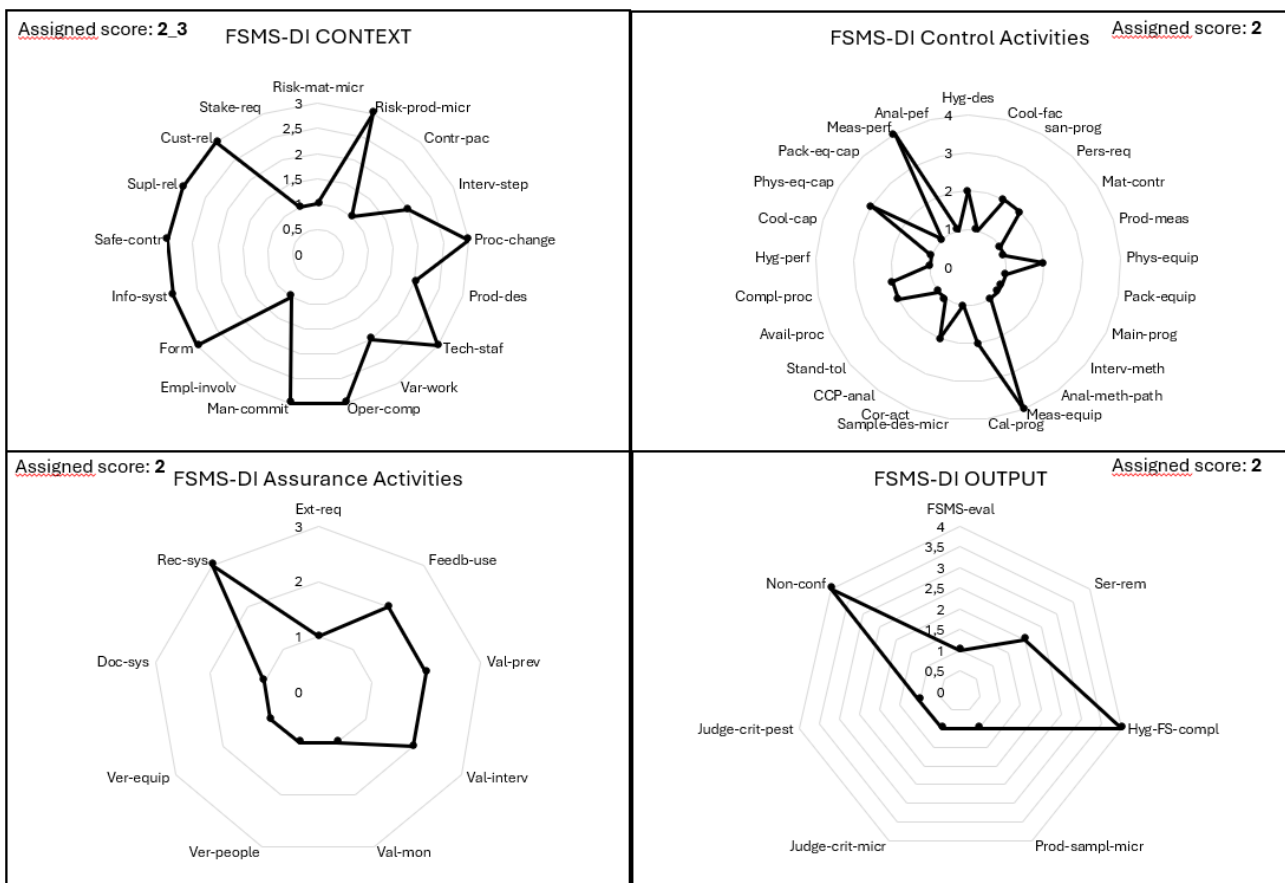 Assigned score: 2_3
FSMS-DI CONTEXT
Risk-mat-micr
Risk-prod-micr
Contr-pac
Interv-step
Proc-change
Prod-des
Tech-staf
Var-work
Oper-comp
Man-commit
Empl-involv
Form
Info-syst
Safe-contr
Supl-rel
Cust-rel
Stake-req
3
2,5
2
1,5
1
0,5
0
Assigned score: 2
FSMS-DI Control Activities
Hyg-des
Cool-fac
san-prog
Pers-req
Mat-contr
Prod-meas
Phys-equip
Pack-equip
Main-prog
Interv-meth
Anal-meth-path
Meas-equip
Cal-prog
Sample-des-micr
Cor-act
CCP-anal
Stand-tol
Avail-proc
Compl-proc
Hyg-perf
Cool-cap
Phys-eq-cap
Pack-eq-cap
Meas-perf
Anal-pef
4
3
2
1
0
Assigned score: 2
FSMS-DI Assurance Activities
Ext-req
Feedb-use
Val-prev
Val-interv
Val-mon
Ver-people
Ver-equip
Doc-sys
Rec-sys
3
2
1
0
Assigned score: 2
FSMS-DI OUTPUT
FSMS-eval
Ser-rem
Hyg-FS-compl
Prod-sampl-micr
Judge-crit-micr
Judge-crit-pest
Non-conf
4
3,5
3
2,5
2
1,5
1
0,5
0